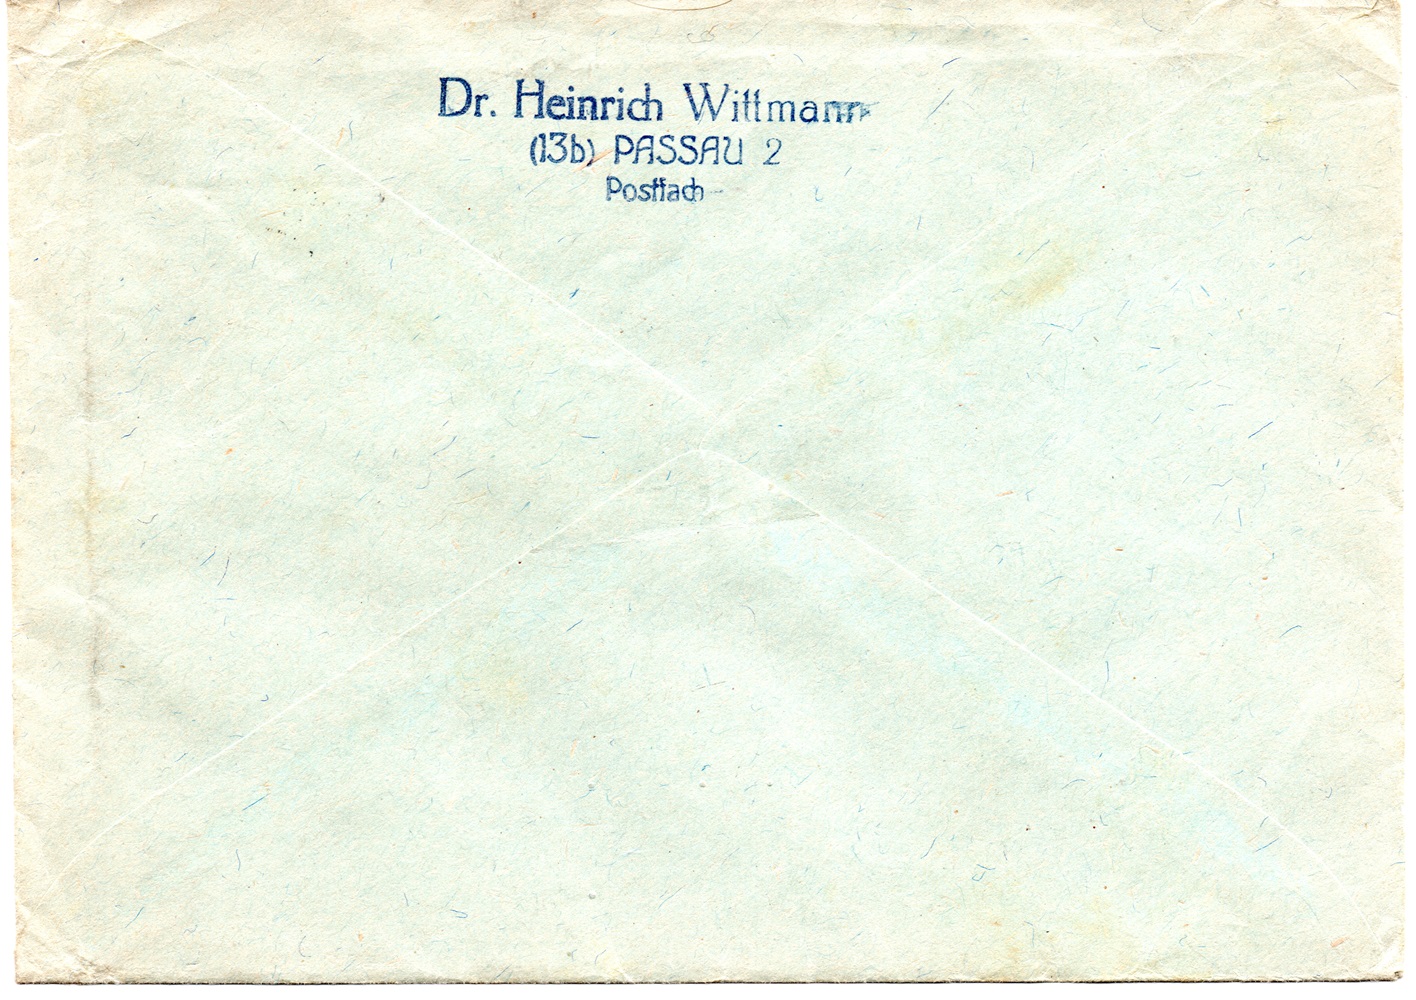 Dr. Heinrich Wittmann
(13b) PASSAU 2
Postfach